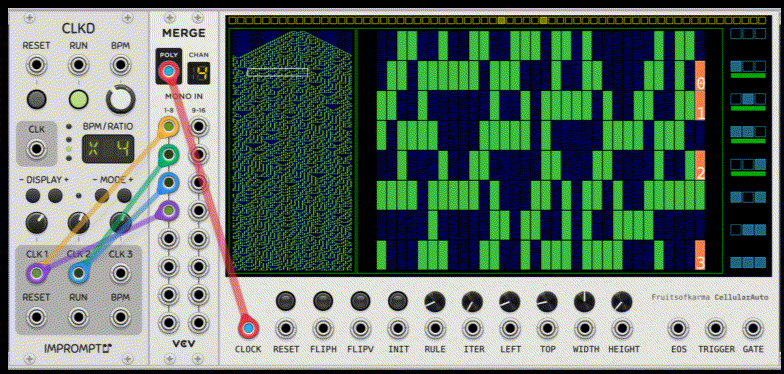 CLKD
RESET RUN BPM
CLK
BPM/RATIO
x 4
- DISPLAY + - MODE +
CLK 1 CLK 2 CLK 3
RESET RUN BPM
IMPROMPT
MERGE
POLY CHAN
4
MONO IN
1-8 9-16
VCV
0
1
2
3
Fruitsofkarma CellularAuto
CLOCK RESET FLIPH FLIPV INIT RULE ITER LEFT TOP WIDTH HEIGHT EOS TRIGGER GATE